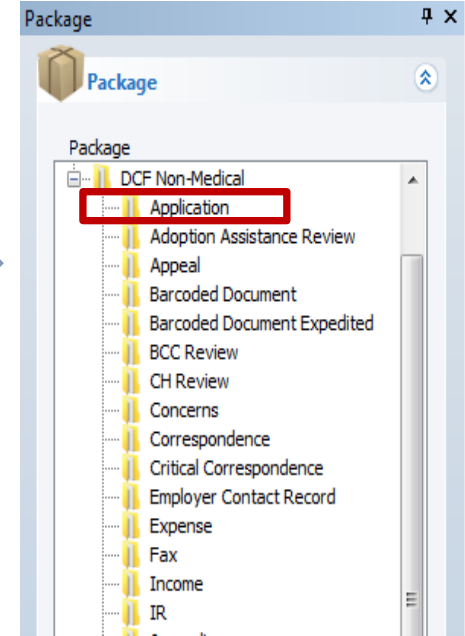 Package
Package
Package
DCF Non-Medical
Application
Adoption Assistance Review
Appeal
Barcoded Document
Barcoded Document Expedited
BCC Review
CH Review
Concerns
Correspondence
Critical Correspondence
Employer Contact Record
Expense
Fax
Income
IR